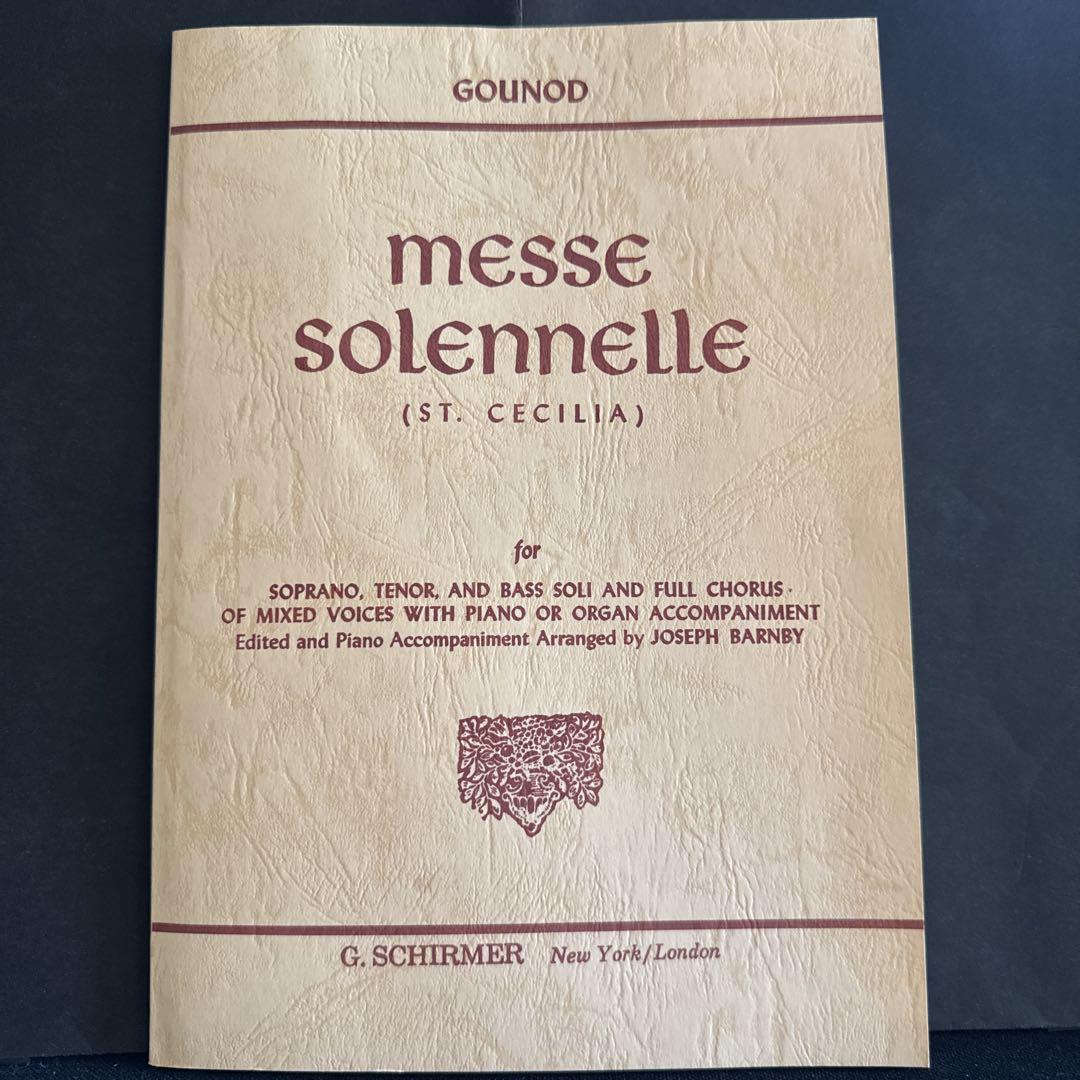 GOUNOD
messe
solennelle
(ST. CECILIA)
for
SOPRANO, TENOR, AND BASS SOLI AND FULL CHORUS
OF MIXED VOICES WITH PIANO OR ORGAN ACCOMPANIMENT
Edited and Piano Accompaniment Arranged by JOSEPH BARNBY
G. SCHIRMER New York/London